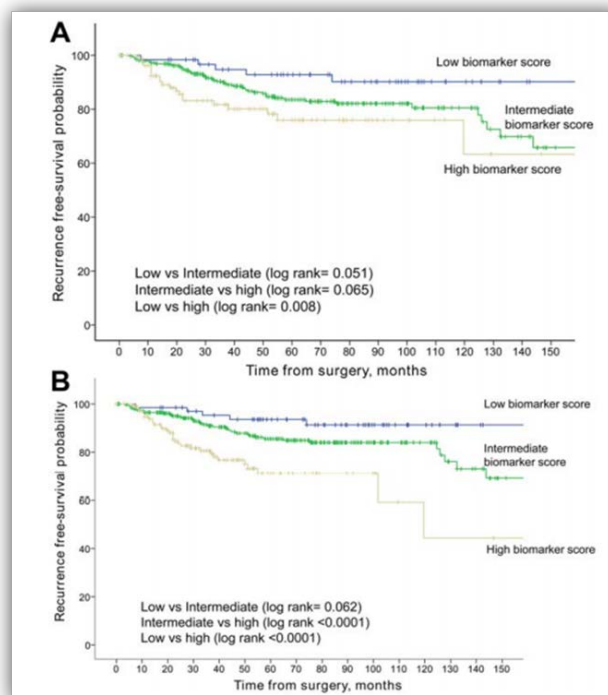 A
Recurrence free-survival probability
100
80
60
40
20
0
Low biomarker score
Intermediate
biomarker score
High biomarker score
Low vs Intermediate (log rank= 0.051)
Intermediate vs high (log rank= 0.065)
Low vs high (log rank= 0.008)
0 10 20 30 40 50 60 70 80 90 100 110 120 130 140 150
Time from surgery, months
B
Recurrence free-survival probability
100
80
60
40
20
0
Low biomarker score
Intermediate
biomarker score
High biomarker score
Low vs Intermediate (log rank= 0.062)
Intermediate vs high (log rank <0.0001)
Low vs high (log rank <0.0001)
0 10 20 30 40 50 60 70 80 90 100 110 120 130 140 150
Time from surgery, months